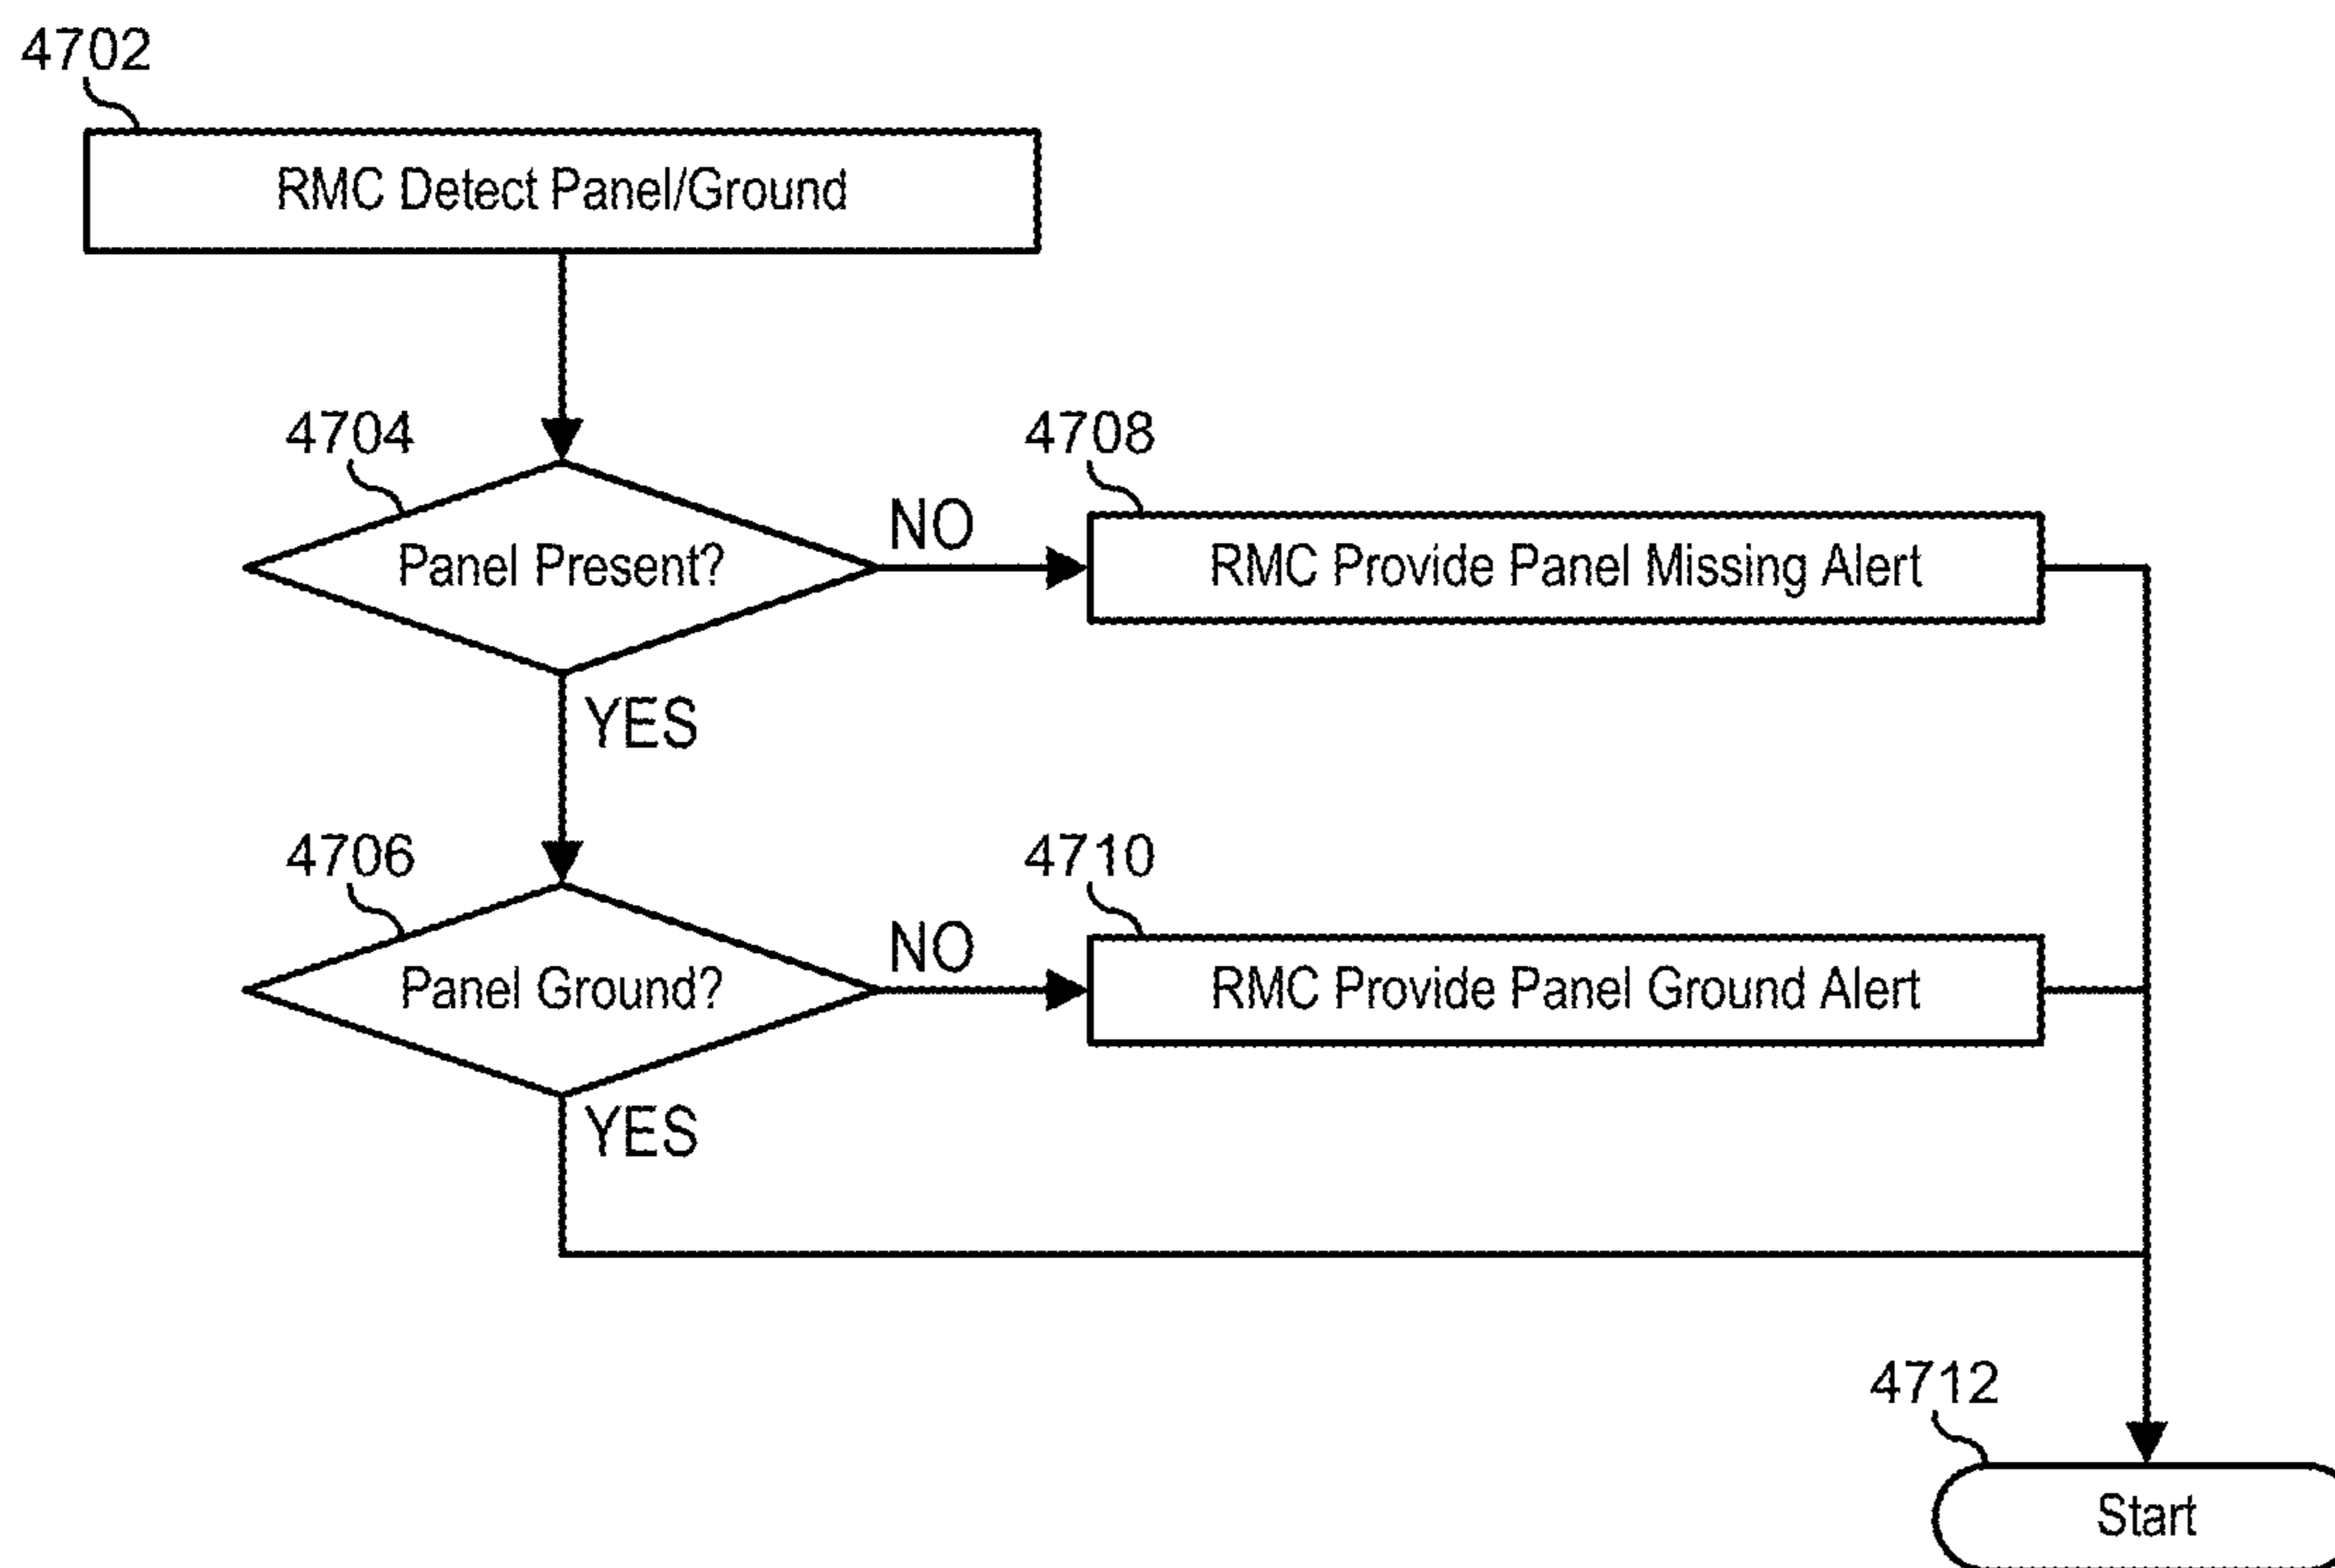 4702
RMC Detect Panel/Ground
4704
Panel Present?
NO
4708
RMC Provide Panel Missing Alert
YES
4706
Panel Ground?
NO
4710
RMC Provide Panel Ground Alert
YES
4712
Start